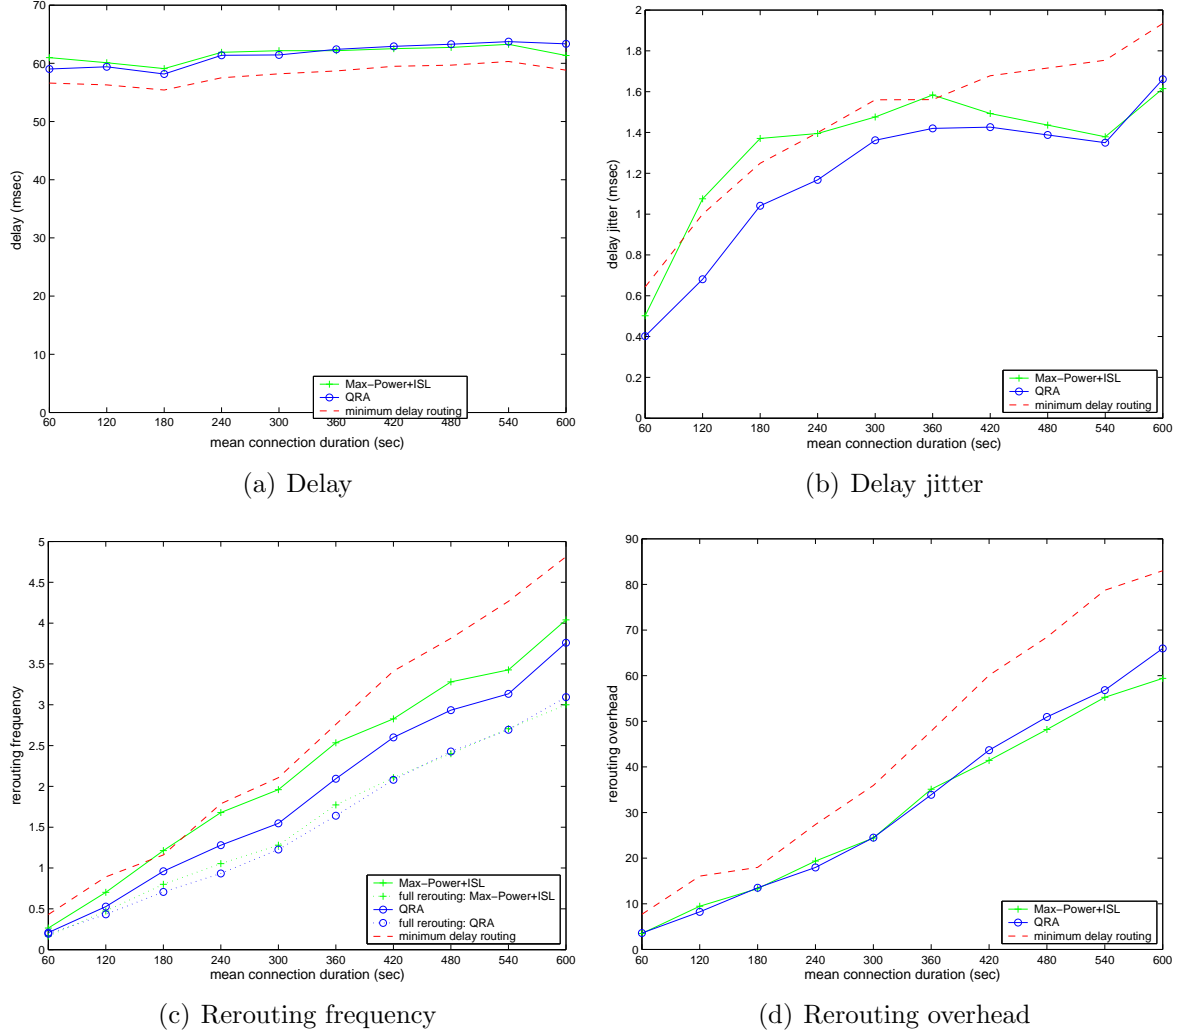 70
60
50
40
30
20
10
0
delay (msec)
60 120 180 240 300 360 420 480 540 600
mean connection duration (sec)
Max−Power+ISL
QRA
minimum delay routing
(a) Delay
2
1.8
1.6
1.4
1.2
1
0.8
0.6
0.4
0.2
0
delay jitter (msec)
60 120 180 240 300 360 420 480 540 600
mean connection duration (sec)
Max−Power+ISL
QRA
minimum delay routing
(b) Delay jitter
5
4.5
4
3.5
3
2.5
2
1.5
1
0.5
0
rerouting frequency
60 120 180 240 300 360 420 480 540 600
mean connection duration (sec)
Max−Power+ISL
full rerouting: Max−Power+ISL
QRA
full rerouting: QRA
minimum delay routing
(c) Rerouting frequency
90
80
70
60
50
40
30
20
10
0
rerouting overhead
60 120 180 240 300 360 420 480 540 600
mean connection duration (sec)
Max−Power+ISL
QRA
minimum delay routing
(d) Rerouting overhead